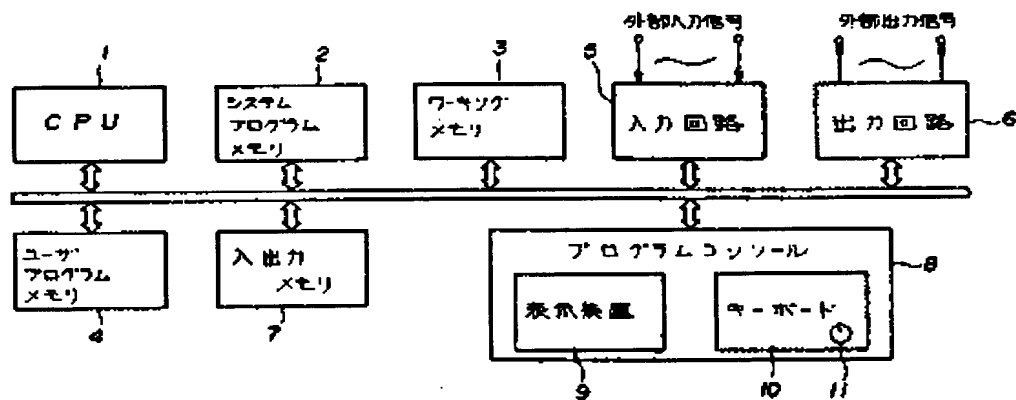 外部入力信号
外部出力信号
1
2
3
5
6
CPU
システム
プログラム
メモリ
ワーキング
メモリ
入力回路
出力回路
ユーザ
プログラム
メモリ
4
入出力
メモリ
7
プログラムコンソール
8
表示装置
9
キーボード
10
11